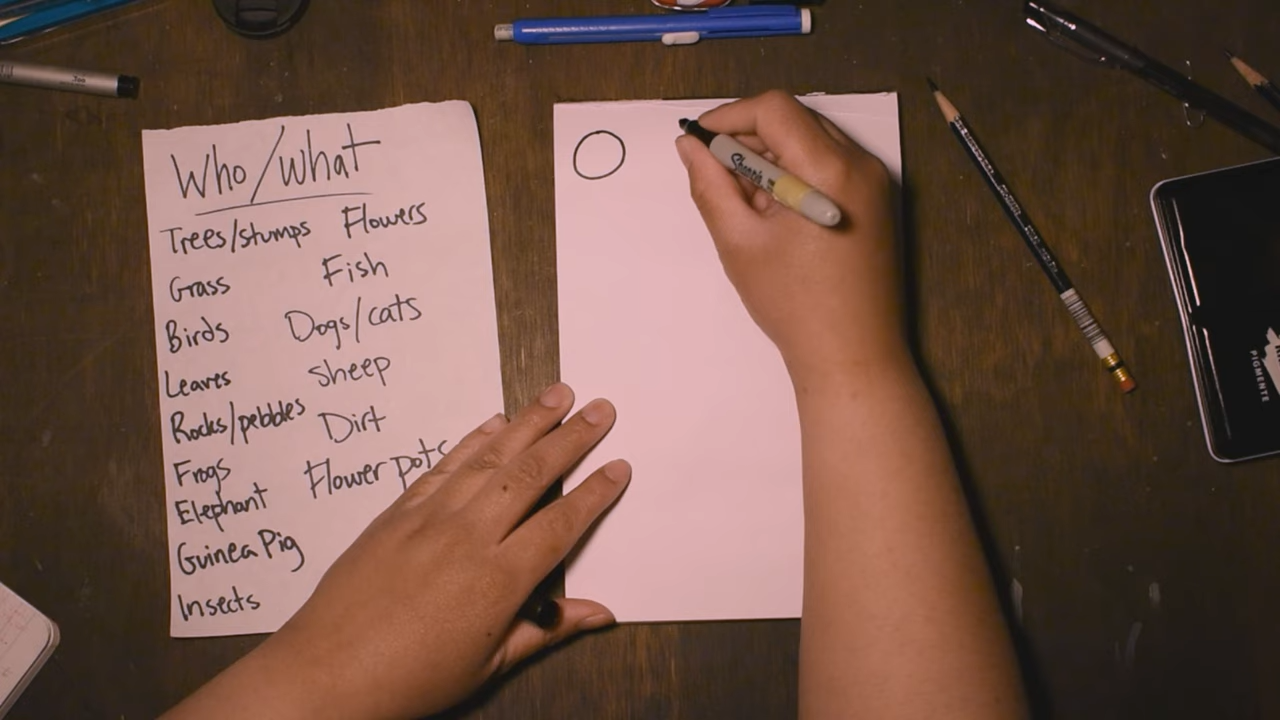 Who/What
Trees/stumps Flowers
Grass Fish
Birds Dogs/cats
Leaves Sheep
Rocks/pebbles Dirt
Frogs Flower pots
Elephant
Guinea Pig
Insects
Sharpie
PIGMENTE